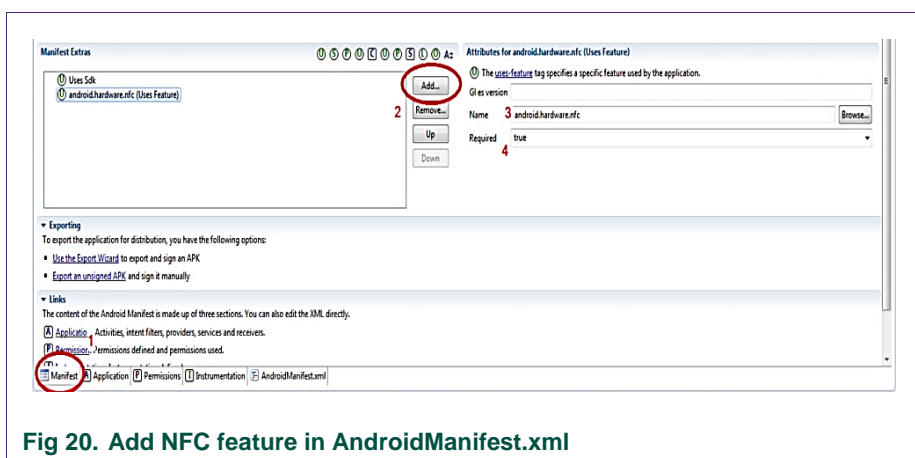 Manifest Extras
U S P U C U P S L U Az
U Uses Sdk
U android.hardware.nfc (Uses Feature)
Add...
2 Remove...
Up
Down
Attributes for android.hardware.nfc (Uses Feature)
U The uses-feature tag specifies a specific feature used by the application.
Gl es version
Name 3 android.hardware.nfc Browse...
Required true
4
Exporting
To export the application for distribution, you have the following options:
• Use the Export Wizard to export and sign an APK
• Export an unsigned APK and sign it manually
Links
The content of the Android Manifest is made up of three sections. You can also edit the XML directly.
A Applicatio Activities, intent filters, providers, services and receivers.
1
P Permission ermissions defined and permissions used.
Manifest A Application P Permissions I Instrumentation AndroidManifest.xml
Fig 20. Add NFC feature in AndroidManifest.xml